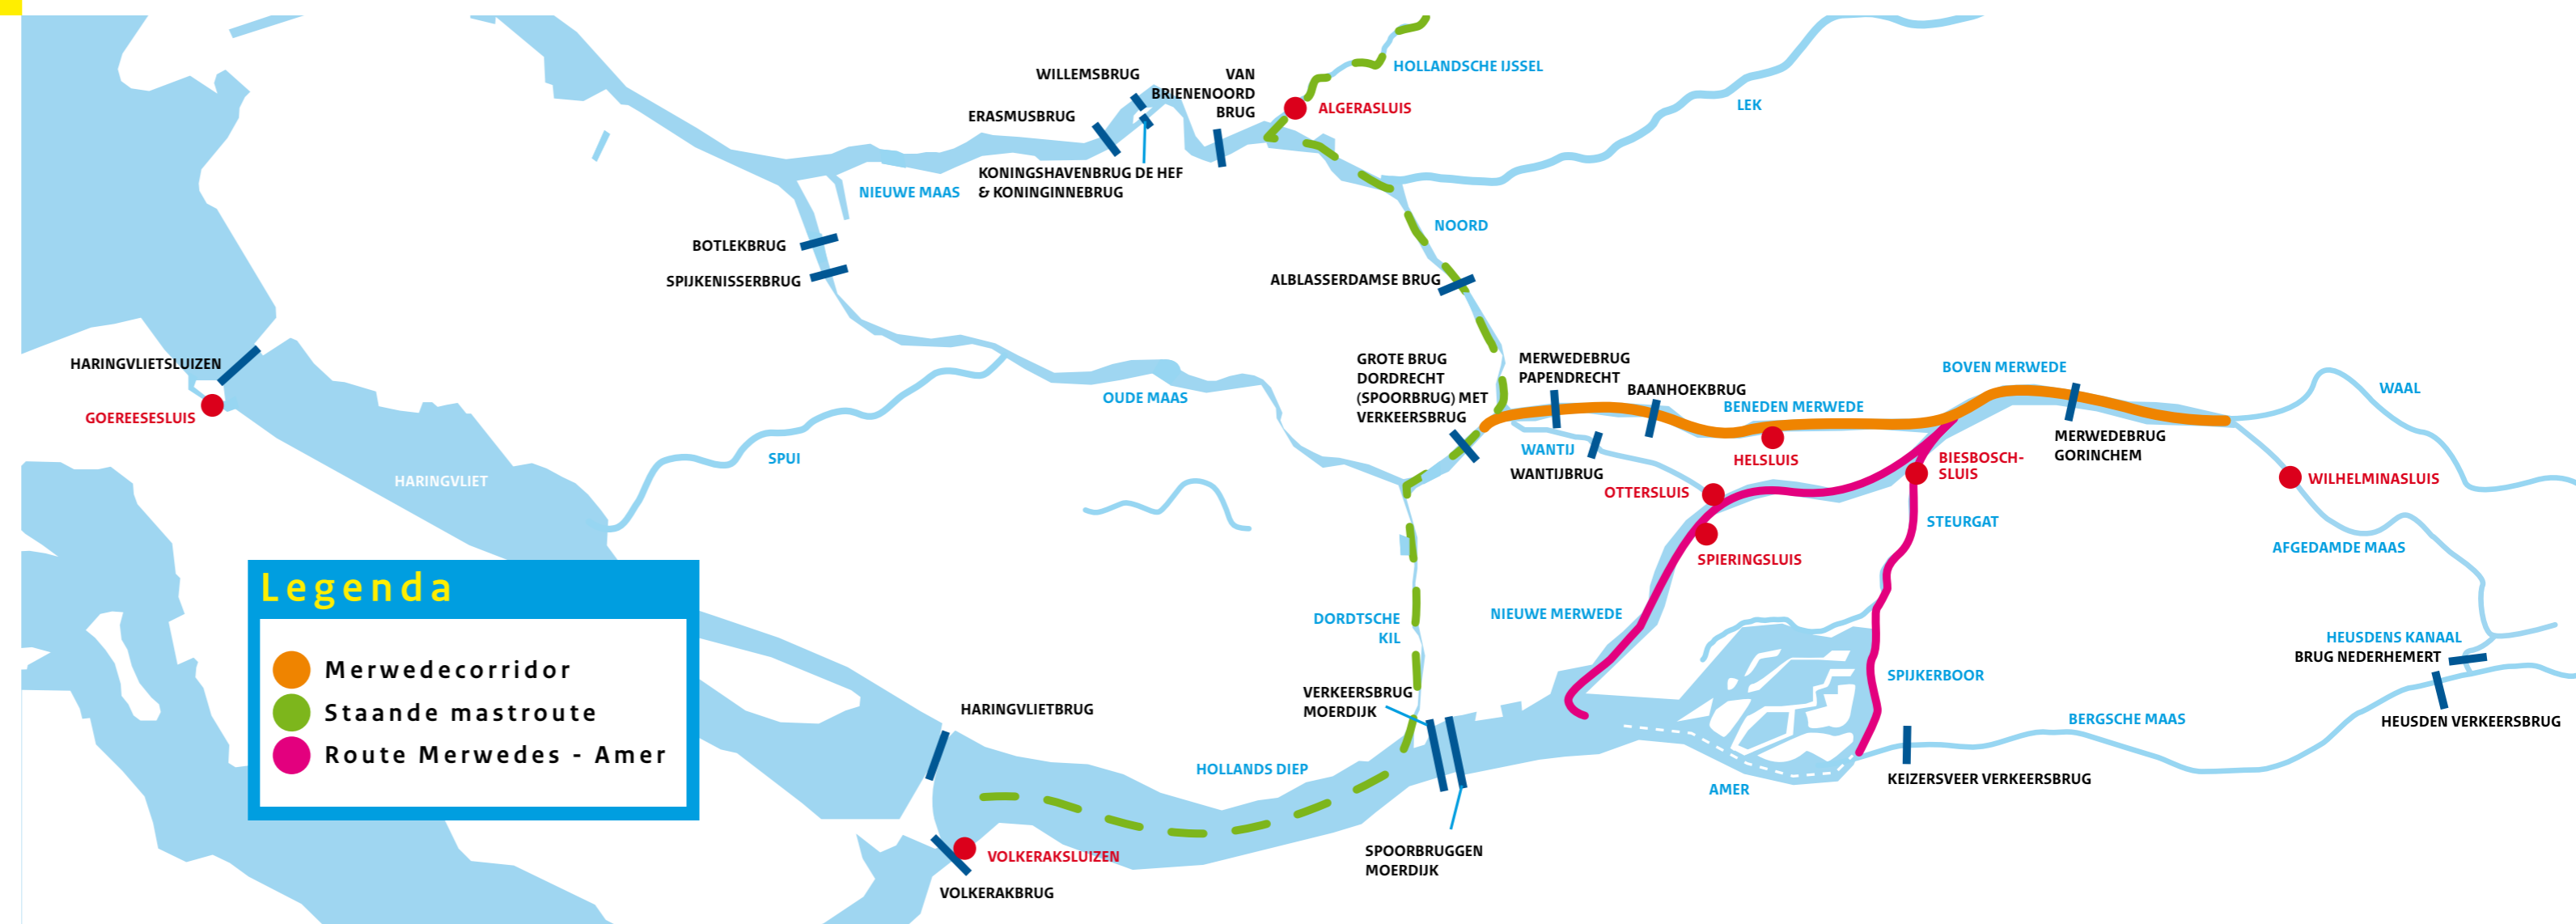 WILLEMSBRUG
VAN
BRIENENOORD
BRUG
HOLLANDSCHE IJSSEL
ERASMUSBRUG
ALGERASLUIS
LEK
KONINGSHAVENBRUG DE HEF
& KONINGINNEBRUG
NIEUWE MAAS
NOORD
BOTLEKBRUG
SPIJKENISSERBRUG
ALBLASSERDAMSE BRUG
HARINGVLIETSLUIZEN
GOEREESESLUIS
GROTE BRUG
DORDRECHT
(SPOORBRUG) MET
VERKEERSBRUG
MERWEDEBRUG
PAPENDRECHT
BAANHOEKBRUG
BENEDEN MERWEDE
BOVEN MERWEDE
WAAL
OUDE MAAS
SPUI
HARINGVLIET
WANTIJ
WANTIJBRUG
HELSLUIS
OTTERSLUIS
BIESBOSCH-
SLUIS
MERWEDEBRUG
GORINCHEM
WILHELMINASLUIS
STEURGAT
AFGEDAMDE MAAS
SPIERINGSLUIS
Legenda
Merwedecorridor
Staande mastroute
Route Merwedes - Amer
DORDTSCHE
KIL
NIEUWE MERWEDE
HEUSDENS KANAAL
BRUG NEDERHEMERT
SPIJKERBOOR
VERKEERSBRUG
MOERDIJK
HARINGVLIETBRUG
BERGSCHE MAAS
HEUSDEN VERKEERSBRUG
HOLLANDS DIEP
AMER
KEIZERSVEER VERKEERSBRUG
SPOORBRUGGEN
MOERDIJK
VOLKERAKSLUIZEN
VOLKERAKBRUG